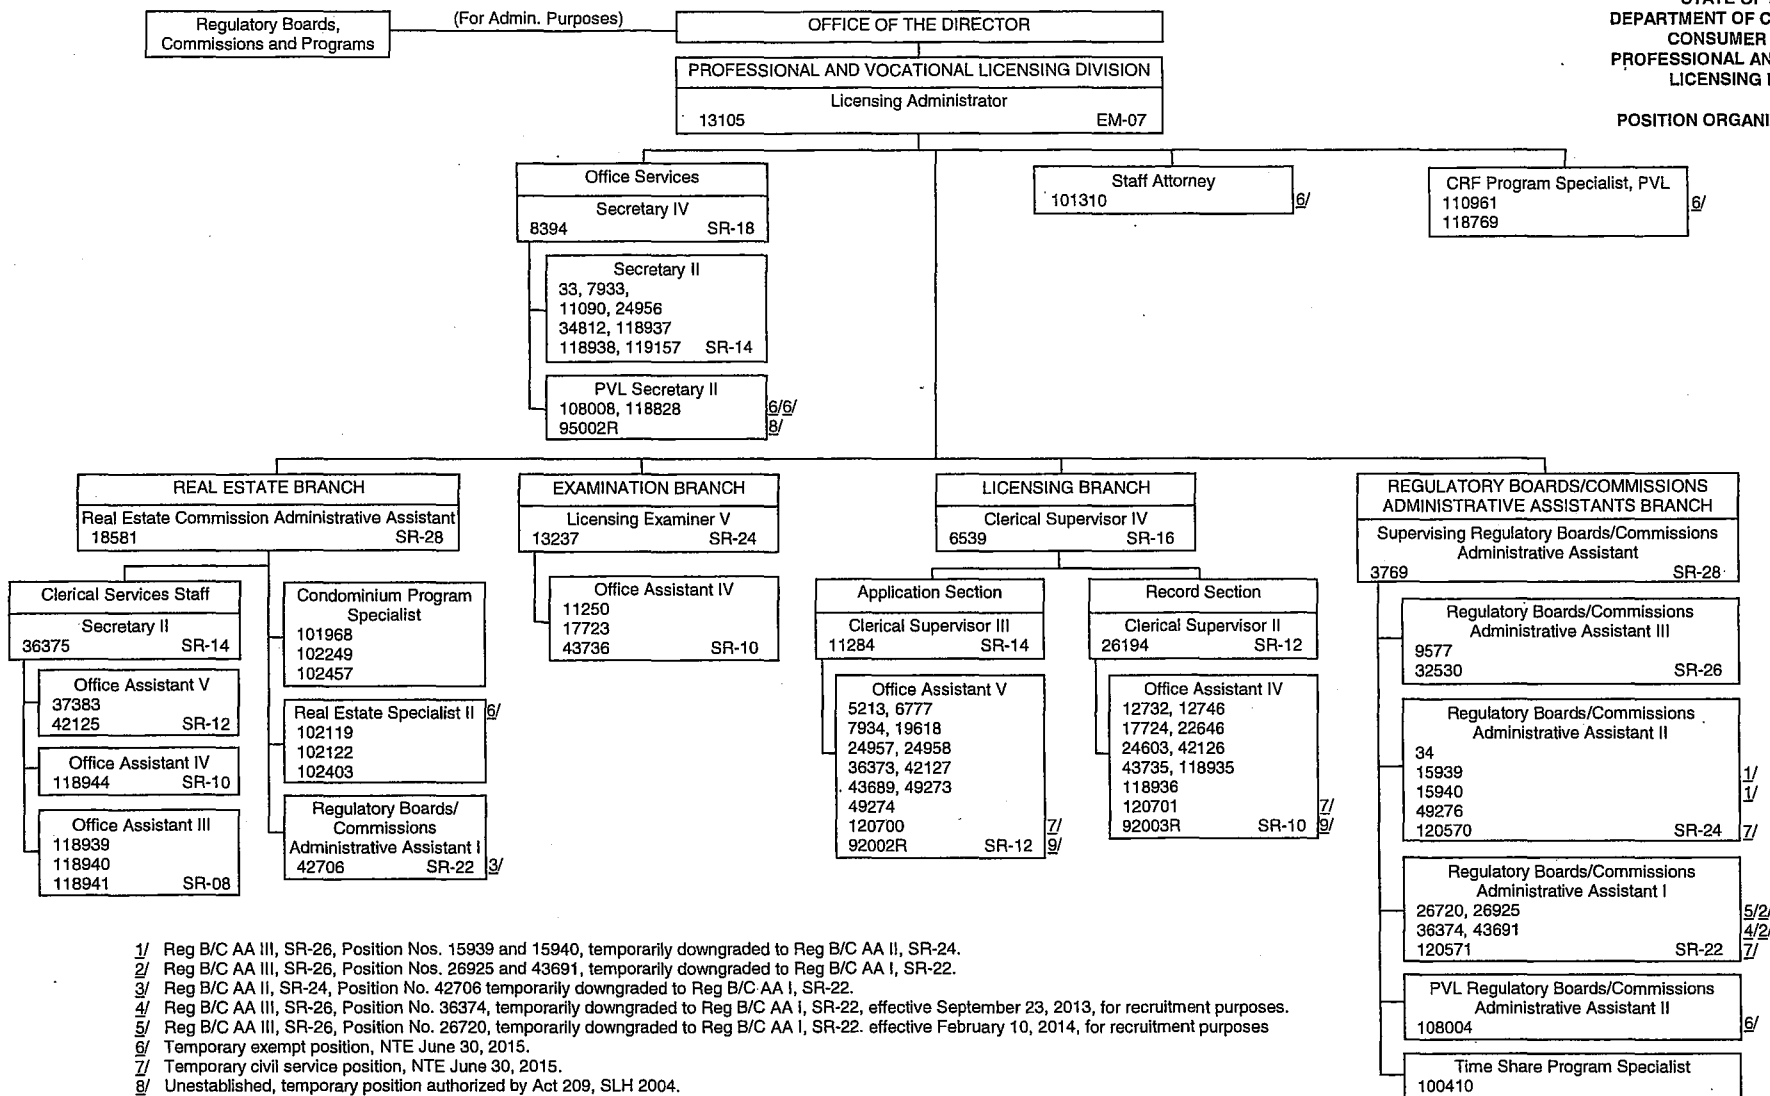 Regulatory Boards,
Commissions and Programs
(For Admin. Purposes)
OFFICE OF THE DIRECTOR
STATE OF
DEPARTMENT OF C
CONSUMER
PROFESSIONAL AN
LICENSING
POSITION ORGANI
PROFESSIONAL AND VOCATIONAL LICENSING DIVISION
Licensing Administrator
13105 EM-07
Office Services
Secretary IV
8394 SR-18
Secretary II
33, 7933,
11090, 24956
34812, 118937
118938, 119157 SR-14
PVL Secretary II
108008, 118828 6/6/
95002R 8/
Staff Attorney
101310 6/
CRF Program Specialist, PVL
110961 6/
118769
REAL ESTATE BRANCH
Real Estate Commission Administrative Assistant
18581 SR-28
Clerical Services Staff
Secretary II
36375 SR-14
Office Assistant V
37383
42125 SR-12
Office Assistant IV
118944 SR-10
Office Assistant III
118939
118940
118941 SR-08
Condominium Program
Specialist
101968
102249
102457
Real Estate Specialist II 6/
102119
102122
102403
Regulatory Boards/
Commissions
Administrative Assistant I
42706 SR-22 3/
EXAMINATION BRANCH
Licensing Examiner V
13237 SR-24
Office Assistant IV
11250
17723
43736 SR-10
LICENSING BRANCH
Clerical Supervisor IV
6539 SR-16
Application Section
Clerical Supervisor III
11284 SR-14
Office Assistant V
5213, 6777
7934, 19618
24957, 24958
36373, 42127
43689, 49273
49274
120700 7/
92002R SR-12 9/
Record Section
Clerical Supervisor II
26194 SR-12
Office Assistant IV
12732, 12746
17724, 22646
24603, 42126
43735, 118935
118936
120701 7/
92003R SR-10 9/
REGULATORY BOARDS/COMMISSIONS
ADMINISTRATIVE ASSISTANTS BRANCH
Supervising Regulatory Boards/Commissions
Administrative Assistant
3769 SR-28
Regulatory Boards/Commissions
Administrative Assistant III
9577
32530 SR-26
Regulatory Boards/Commissions
Administrative Assistant II
34
15939 1/
15940 1/
49276
120570 SR-24 7/
Regulatory Boards/Commissions
Administrative Assistant I
26720, 26925 5/2/
36374, 43691 4/2/
120571 SR-22 7/
PVL Regulatory Boards/Commissions
Administrative Assistant II
108004 6/
Time Share Program Specialist
100410
1/ Reg B/C AA III, SR-26, Position Nos. 15939 and 15940, temporarily downgraded to Reg B/C AA II, SR-24.
2/ Reg B/C AA III, SR-26, Position Nos. 26925 and 43691, temporarily downgraded to Reg B/C AA I, SR-22.
3/ Reg B/C AA II, SR-24, Position No. 42706 temporarily downgraded to Reg B/C AA I, SR-22.
4/ Reg B/C AA III, SR-26, Position No. 36374, temporarily downgraded to Reg B/C AA I, SR-22, effective September 23, 2013, for recruitment purposes.
5/ Reg B/C AA III, SR-26, Position No. 26720, temporarily downgraded to Reg B/C AA I, SR-22. effective February 10, 2014, for recruitment purposes
6/ Temporary exempt position, NTE June 30, 2015.
7/ Temporary civil service position, NTE June 30, 2015.
8/ Unestablished, temporary position authorized by Act 209, SLH 2004.